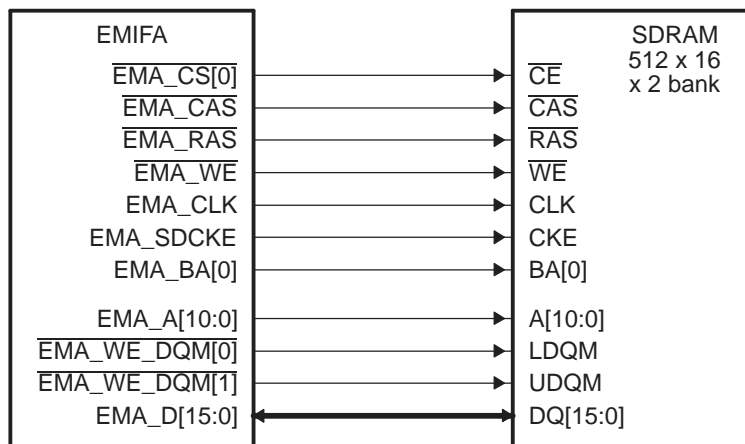 EMIFA
EMA_CS[0]
EMA_CAS
EMA_RAS
EMA_WE
EMA_CLK
EMA_SDCKE
EMA_BA[0]
EMA_A[10:0]
EMA_WE_DQM[0]
EMA_WE_DQM[1]
EMA_D[15:0]
SDRAM
512 x 16
x 2 bank
CE
CAS
RAS
WE
CLK
CKE
BA[0]
A[10:0]
LDQM
UDQM
DQ[15:0]